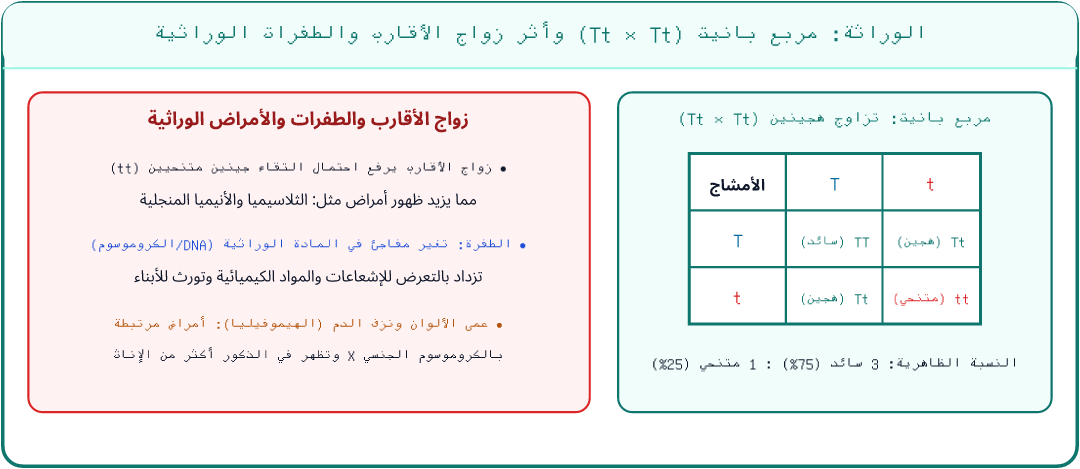 الوراثة: مربع بانيت (Tt × Tt) وأثر زواج الأقارب والطفرات الوراثية
مربع بانيت: تزاوج هجينين (Tt × Tt)
الأمشاج T t
T TT (سائد) Tt (هجين)
t Tt (هجين) tt (متنحي)
النسبة الظاهرية: 3 سائد (75%) : 1 متنحي (25%)
زواج الأقارب والطفرات والأمراض الوراثية
• زواج الأقارب يرفع احتمال التقاء جينين متنحيين (tt)
مما يزيد ظهور أمراض مثل: الثلاسيميا والأنيميا المنجلية
• الطفرة: تغير مفاجئ في المادة الوراثية (DNA/الكروموسوم)
تزداد بالتعرض للإشعاعات والمواد الكيميائية وتورث للأبناء
• عمى الألوان ونزف الدم (الهيموفيليا): أمراض مرتبطة
بالكروموسوم الجنسي X وتظهر في الذكور أكثر من الإناث